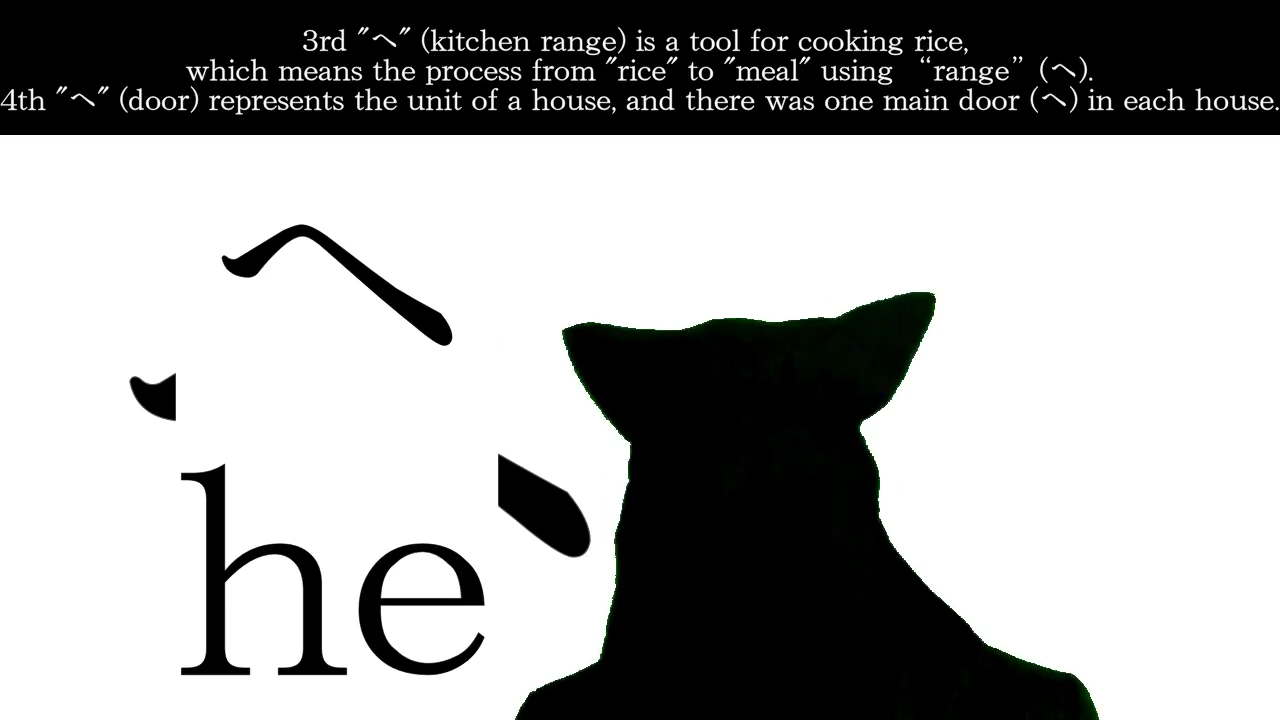 3rd "へ" (kitchen range) is a tool for cooking rice,
which means the process from "rice" to "meal" using “range” (へ).
4th "へ" (door) represents the unit of a house, and there was one main door (へ) in each house.
へ
he